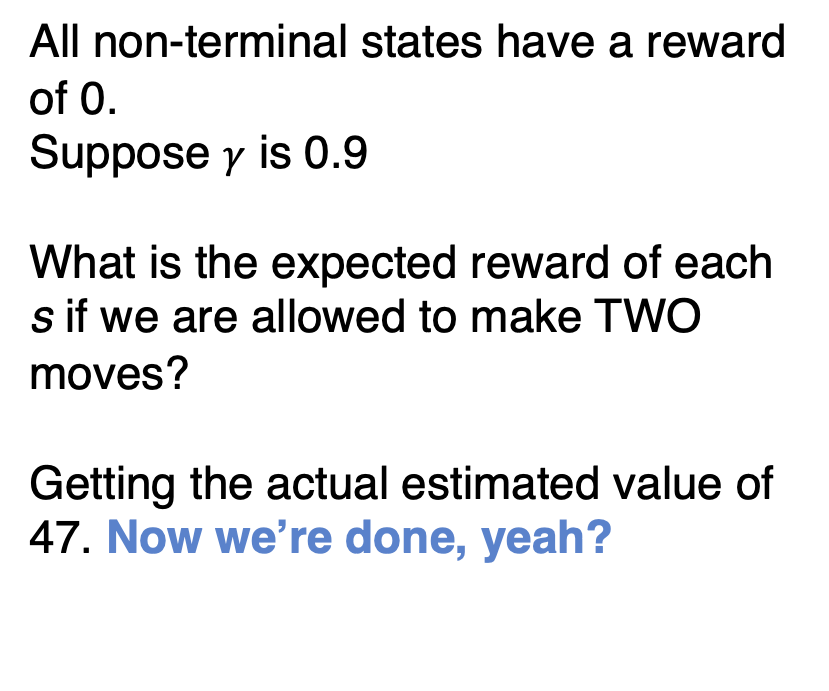 All non-terminal states have a reward
of 0.
Suppose γ is 0.9
What is the expected reward of each
s if we are allowed to make TWO
moves?
Getting the actual estimated value of
47. Now we’re done, yeah?